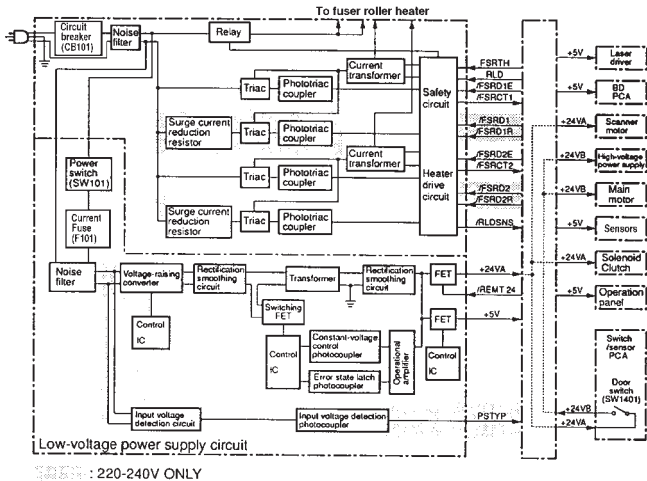 To fuser roller heater
Circuit
breaker
(CB101)
Noise
filter
Relay
Current
transformer
Triac
Phototriac
coupler
Surge current
reduction
resistor
Triac
Phototriac
coupler
Current
transformer
Triac
Phototriac
coupler
Surge current
reduction
resistor
Triac
Phototriac
coupler
Safety
circuit
Heater
drive
circuit
FSRTH
RLD
/FSRD1E
/FSRCT1
/FSRD1
/FSRD1R
/FSRD2E
/FSRCT2
/FSRD2
/FSRD2R
/RLDSNS
Power
switch
(SW101)
Current
Fuse
(F101)
Noise
filter
Voltage-raising
converter
Rectification
smoothing
circuit
Transformer
Rectification
smoothing
circuit
FET
+24VA
/REMT 24
FET
+5V
Control
IC
Switching
FET
Control
IC
Constant-voltage
control
photocoupler
Error state latch
photocoupler
Operational
amplifier
Control
IC
Input voltage
detection circuit
Input voltage detection
photocoupler
PSTYP
Low-voltage power supply circuit
+5V
Laser
driver
+5V
BD
PCA
+24VA
Scanner
motor
+24VB
High-voltage
power supply
+24VB
Main
motor
+5V
Sensors
+24VA
Solenoid
Clutch
+5V
Operation
panel
Switch
/sensor
PCA
Door
switch
(SW1401)
+24VB
+24VA
: 220-240V ONLY